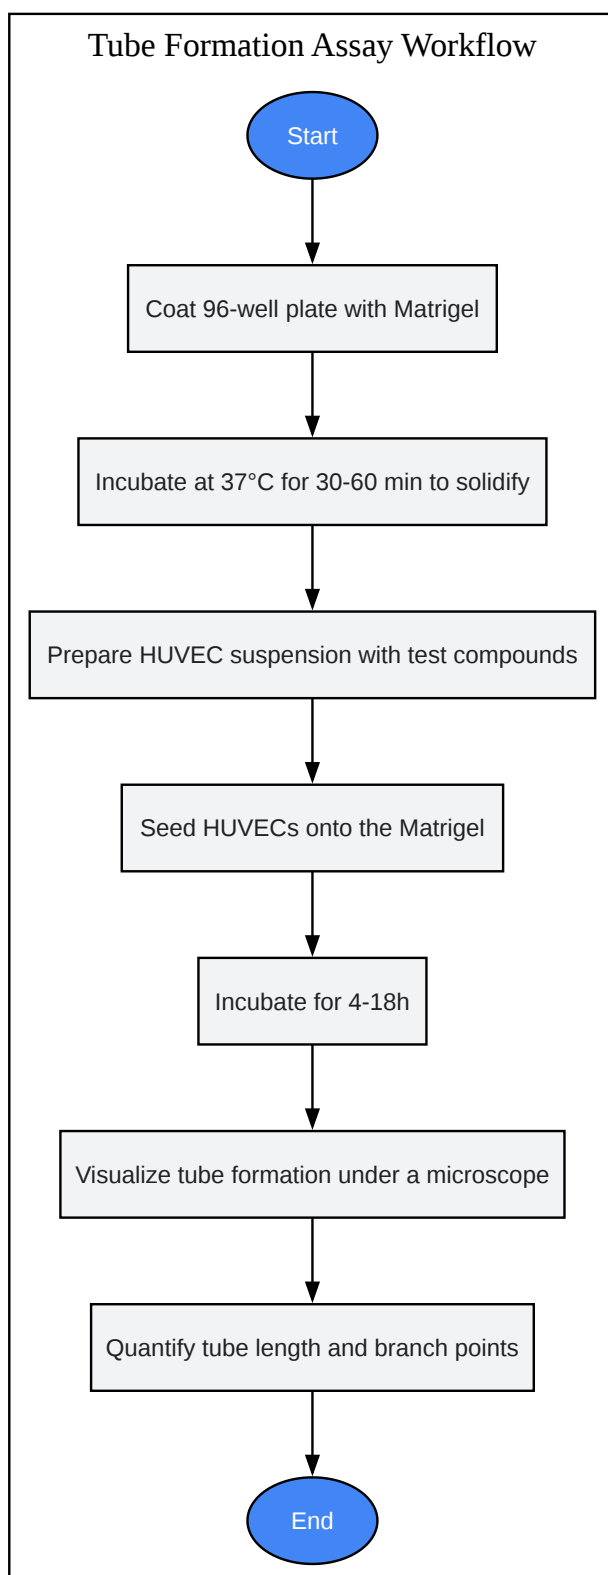 Tube Formation Assay Workflow
Start
Coat 96-well plate with Matrigel
Incubate at 37°C for 30-60 min to solidify
Prepare HUVEC suspension with test compounds
Seed HUVECs onto the Matrigel
Incubate for 4-18h
Visualize tube formation under a microscope
Quantify tube length and branch points
End